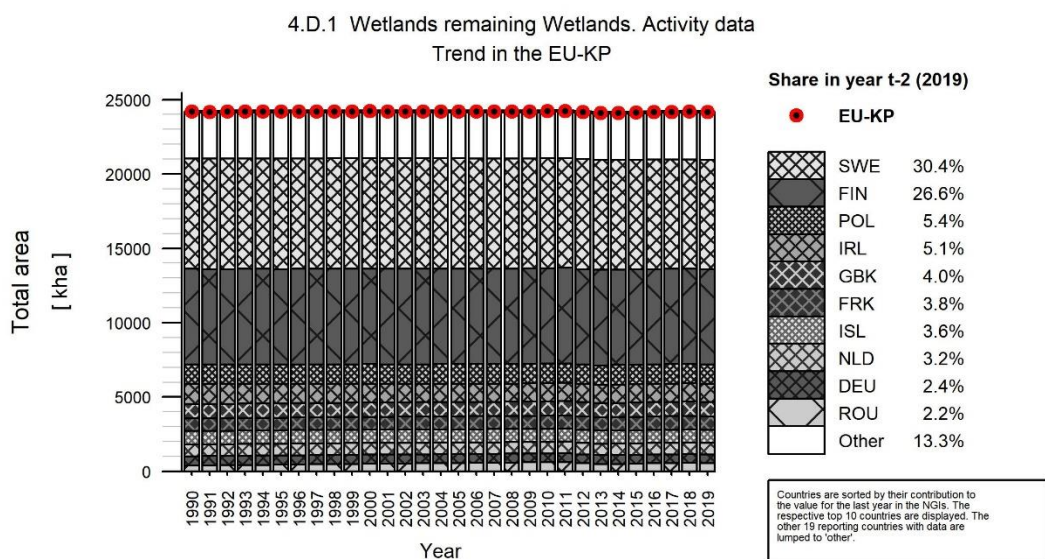 4.D.1 Wetlands remaining Wetlands. Activity data
Trend in the EU-KP
Total area
[ kha]
25000
20000
15000
10000
5000
0
1990 1991 1992 1993 1994 1995 1996 1997 1998 1999 2000 2001 2002 2003 2004 2005 2006 2007 2008 2009 2010 2011 2012 2013 2014 2015 2016 2017 2018 2019
Year
Share in year t-2 (2019)
EU-KP
SWE 30.4%
FIN 26.6%
POL 5.4%
IRL 5.1%
GBK 4.0%
FRK 3.8%
ISL 3.6%
NLD 3.2%
DEU 2.4%
ROU 2.2%
Other 13.3%
Countries are sorted by their contribution to
the value for the last year in the NGIs. The
respective top 10 countries are displayed. The
other 19 reporting countries with data are
lumped to 'other'.